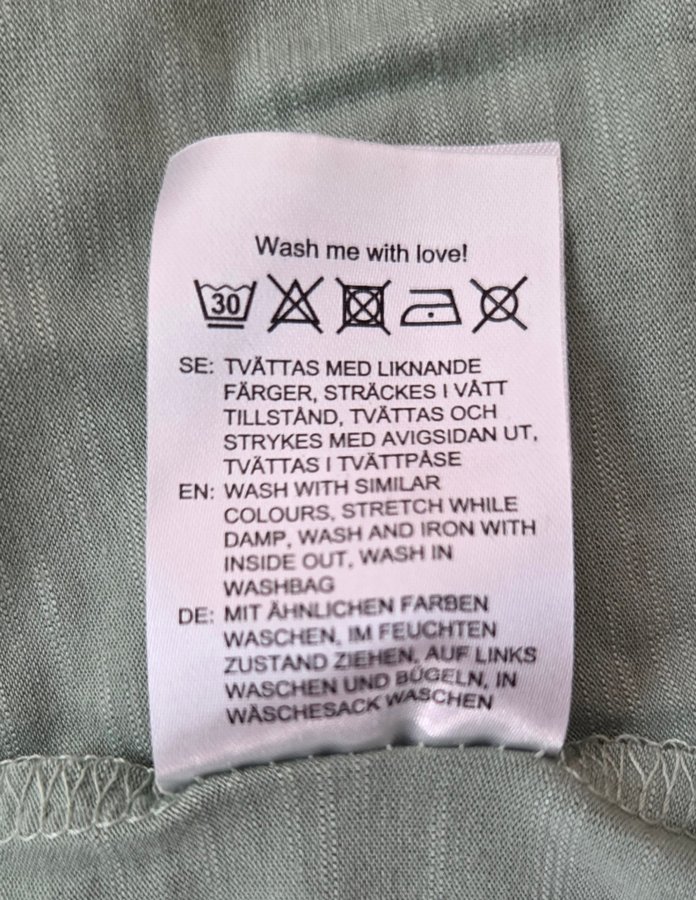 Wash me with love!
30
SE: TVÄTTAS MED LIKNANDE
FÄRGER, STRÄCKES I VÅTT
TILLSTÅND, TVÄTTAS OCH
STRYKES MED AVIGSIDAN UT,
TVÄTTAS I TVÄTTPÅSE
EN: WASH WITH SIMILAR
COLOURS, STRETCH WHILE
DAMP, WASH AND IRON WITH
INSIDE OUT, WASH IN
WASHBAG
DE: MIT ÄHNLICHEN FARBEN
WASCHEN, IM FEUCHTEN
ZUSTAND ZIEHEN, AUF LINKS
WASCHEN UND BÜGELN, IN
WÄSCHESACK WASCHEN